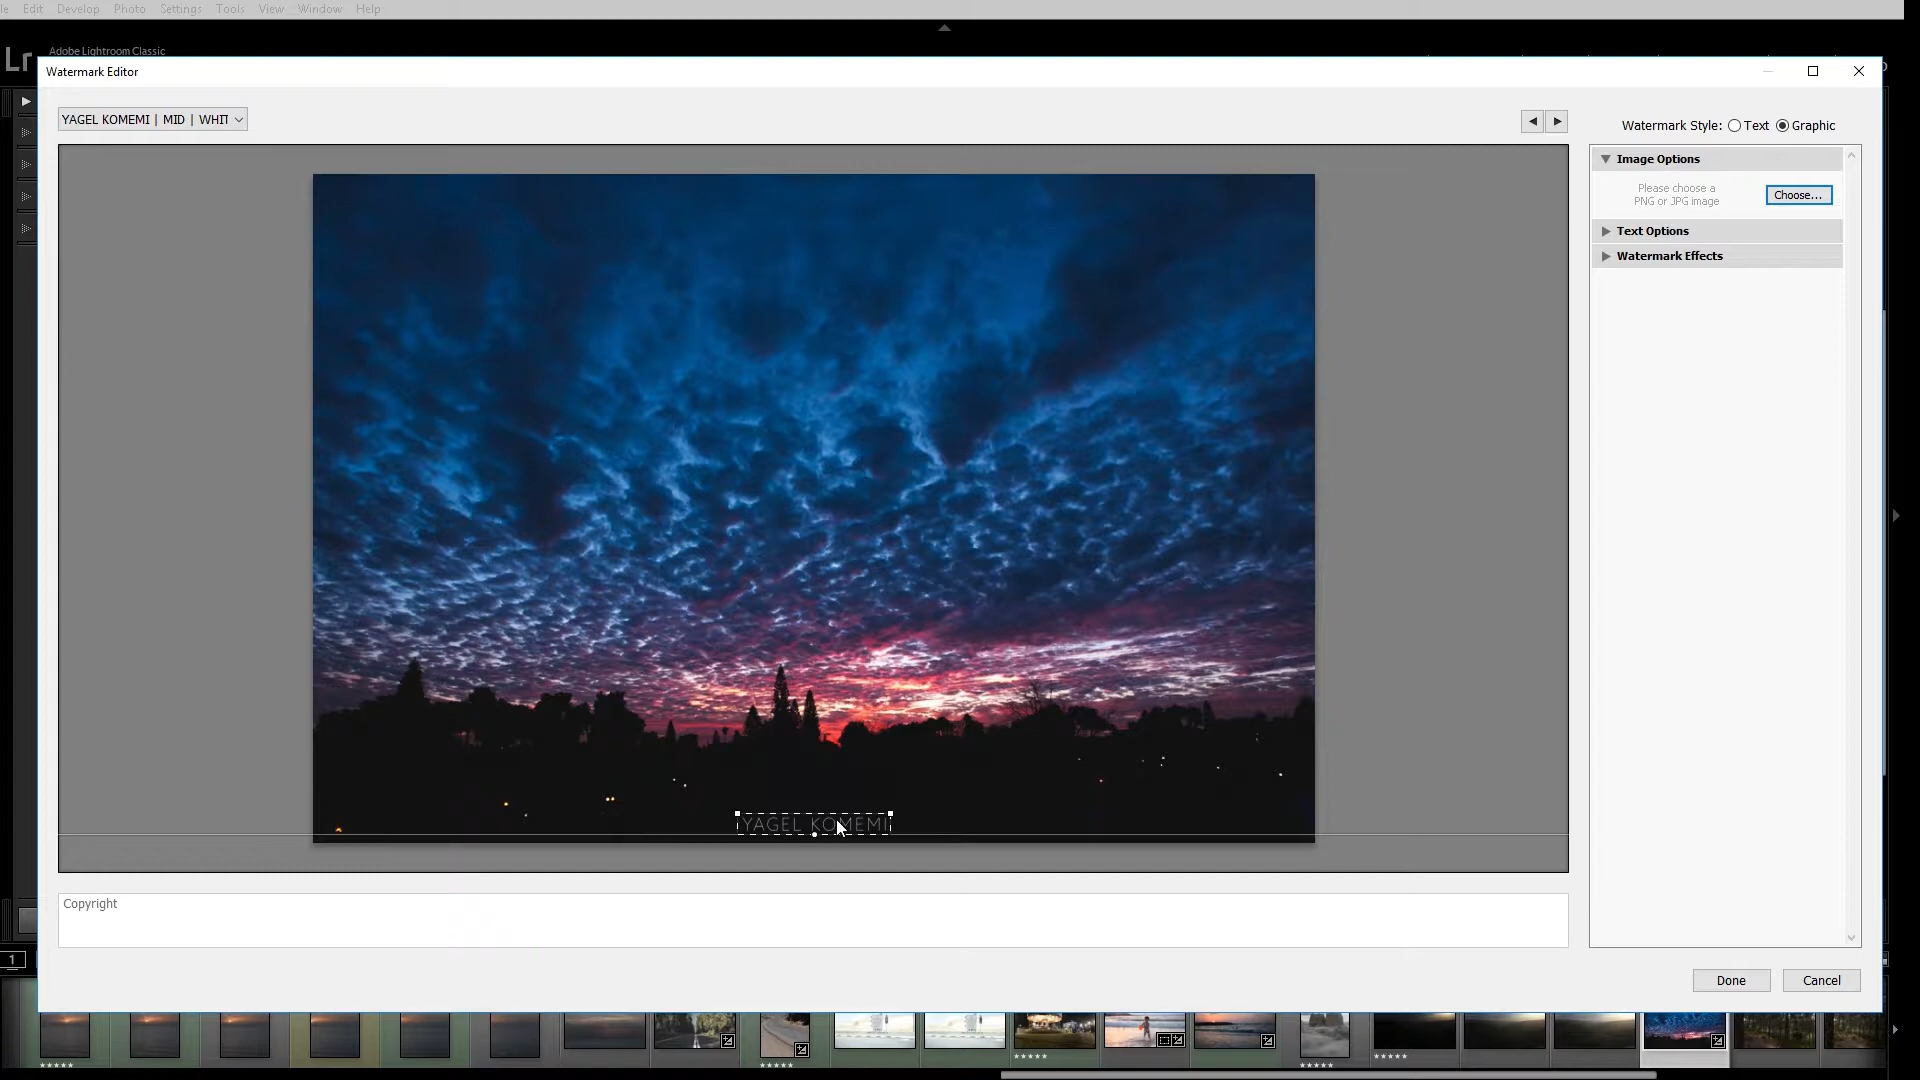 Edit Develop Photo Settings Tools View Window Help
Lr
Adobe Lightroom Classic
Watermark Editor
YAGEL KOMEMI | MID | WHIT
Watermark Style: Text Graphic
Image Options
Please choose a
PNG or JPG image
Choose...
Text Options
Watermark Effects
YAGEL KOMEMI
Copyright
1
Done Cancel